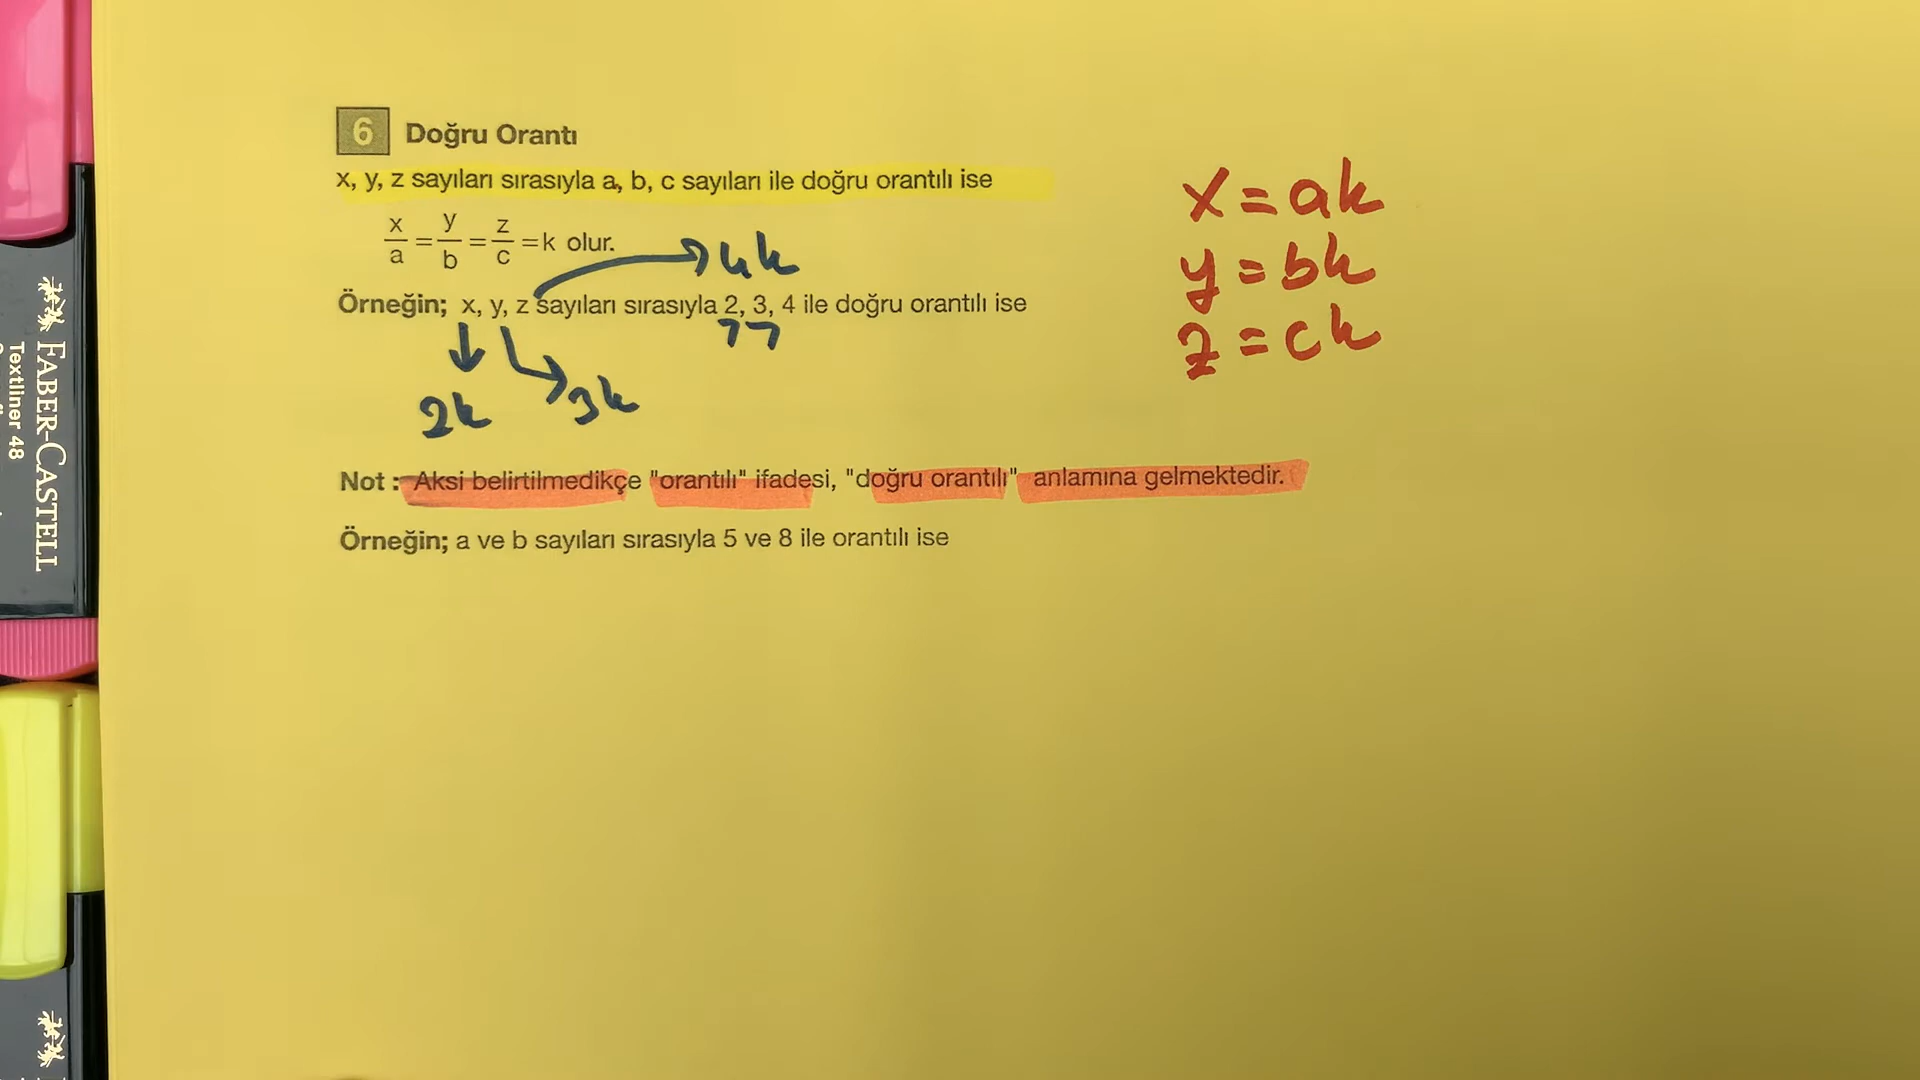 6 Doğru Orantı
x, y, z sayıları sırasıyla a, b, c sayıları ile doğru orantılı ise
x/a = y/b = z/c = k olur.
4k
Örneğin; x, y, z sayıları sırasıyla 2, 3, 4 ile doğru orantılı ise
2k 3k
Not : Aksi belirtilmedikçe "orantılı" ifadesi, "doğru orantılı" anlamına gelmektedir.
Örneğin; a ve b sayıları sırasıyla 5 ve 8 ile orantılı ise
x = ak
y = bk
z = ck
FABER-CASTELL
Textliner 48